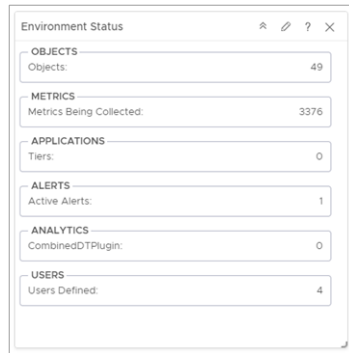 Environment Status
OBJECTS
Objects: 49
METRICS
Metrics Being Collected: 3376
APPLICATIONS
Tiers: 0
ALERTS
Active Alerts: 1
ANALYTICS
CombinedDTPlugin: 0
USERS
Users Defined: 4